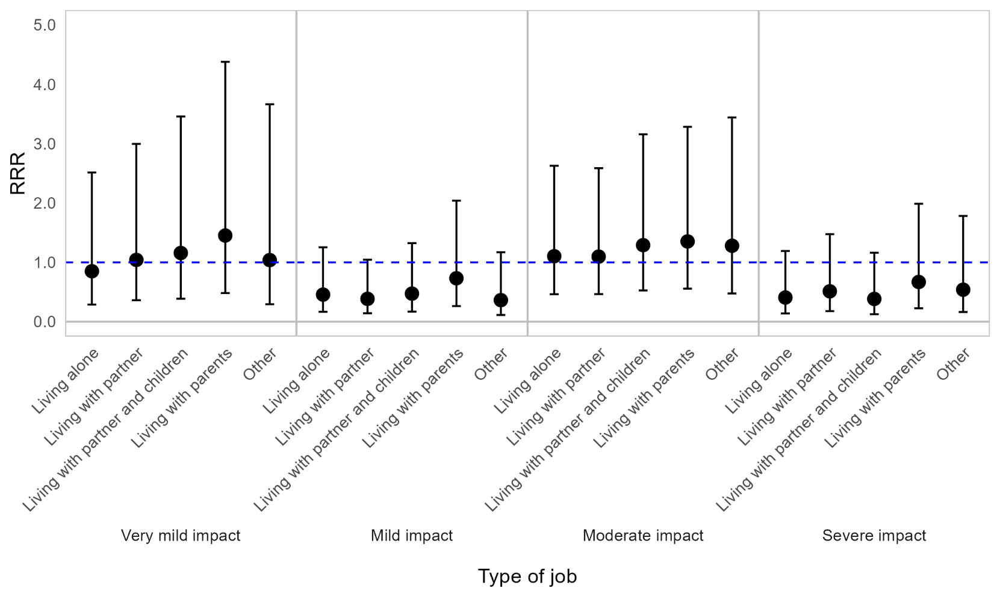 5.0
4.0
3.0
2.0
1.0
0.0
RRR
Living alone
Living with partner
Living with partner and children
Living with parents
Other
Living alone
Living with partner
Living with partner and children
Living with parents
Other
Living alone
Living with partner
Living with partner and children
Living with parents
Other
Living alone
Living with partner
Living with partner and children
Living with parents
Other
Very mild impact
Mild impact
Moderate impact
Severe impact
Type of job